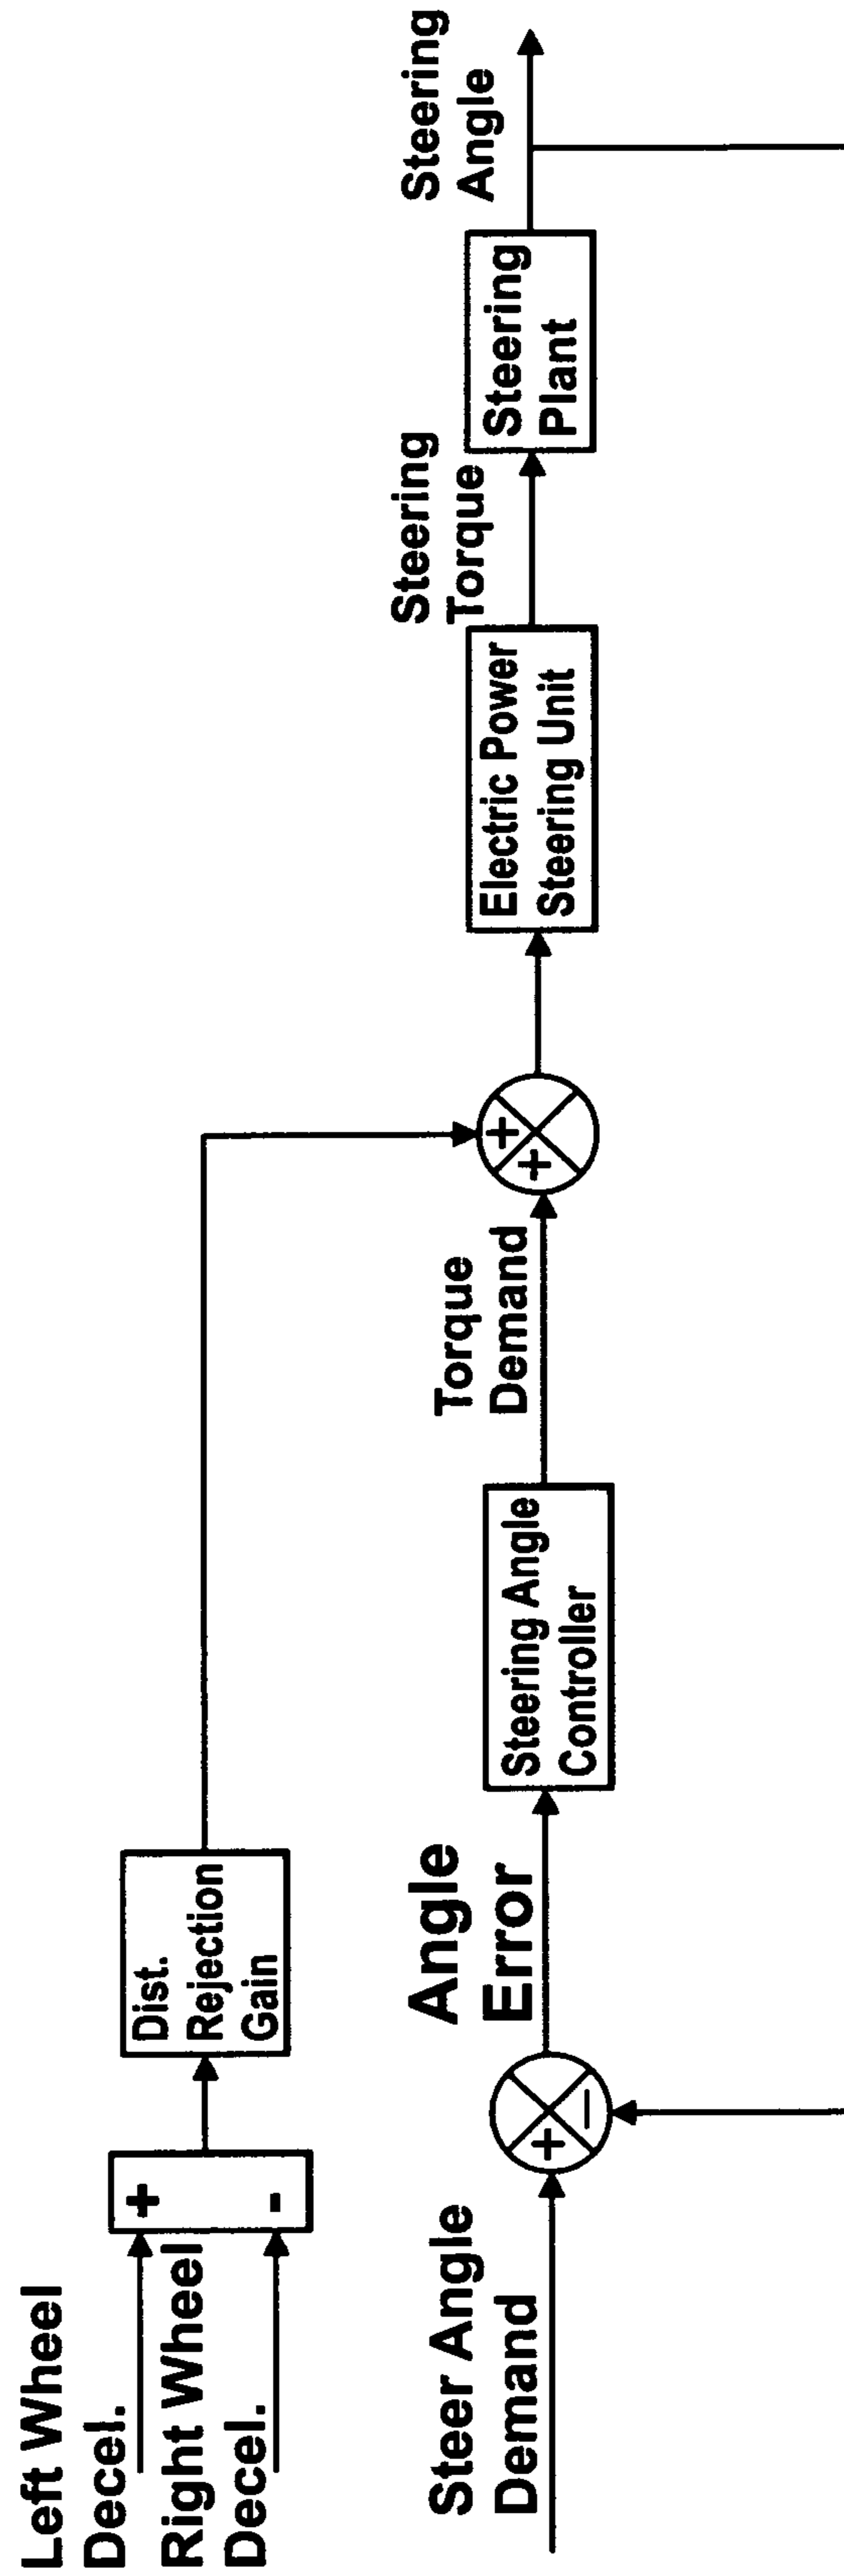 Left Wheel
Decel.
+
Right Wheel
Decel.
-
Dist.
Rejection
Gain
Steer Angle
Demand
+
−
Angle
Error
Steering Angle
Controller
Torque
Demand
+
+
Electric Power
Steering Unit
Steering
Torque
Steering
Plant
Steering
Angle